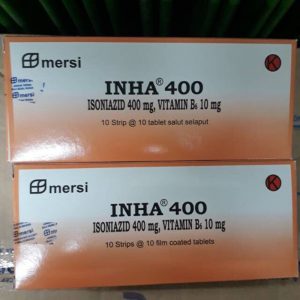 mersi
K
INHA® 400
ISONIAZID 400 mg, VITAMIN B₆ 10 mg
10 Strip @ 10 tablet salut selaput
mersi
mersi
K
INHA® 400
ISONIAZID 400 mg, VITAMIN B₆ 10 mg
10 Strips @ 10 film coated tablets